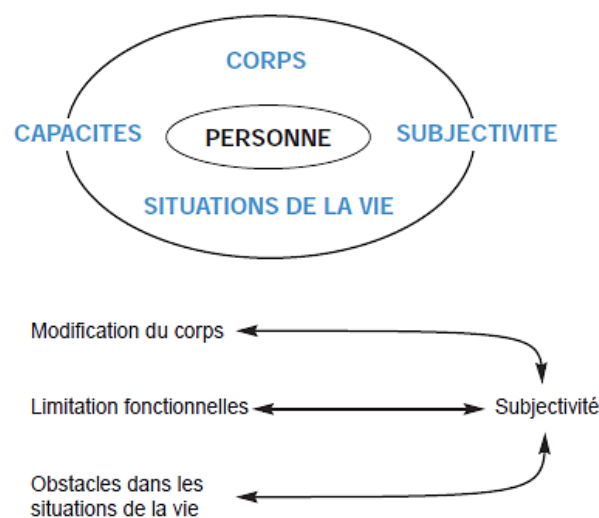 CORPS
CAPACITES PERSONNE SUBJECTIVITE
SITUATIONS DE LA VIE
Modification du corps
Limitation fonctionnelles Subjectivité
Obstacles dans les
situations de la vie